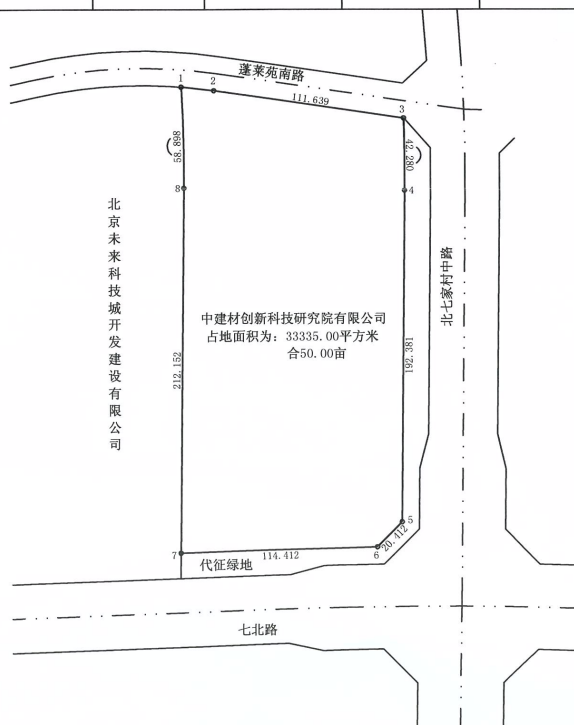 蓬莱苑南路
1
2
111.639
3
58.898
42.280
8
4
北京未来科技城开发建设有限公司
北七家村中路
中建材创新科技研究院有限公司
占地面积为：33335.00平方米
合50.00亩
212.152
192.381
5
20.412
7
114.412
6
代征绿地
七北路